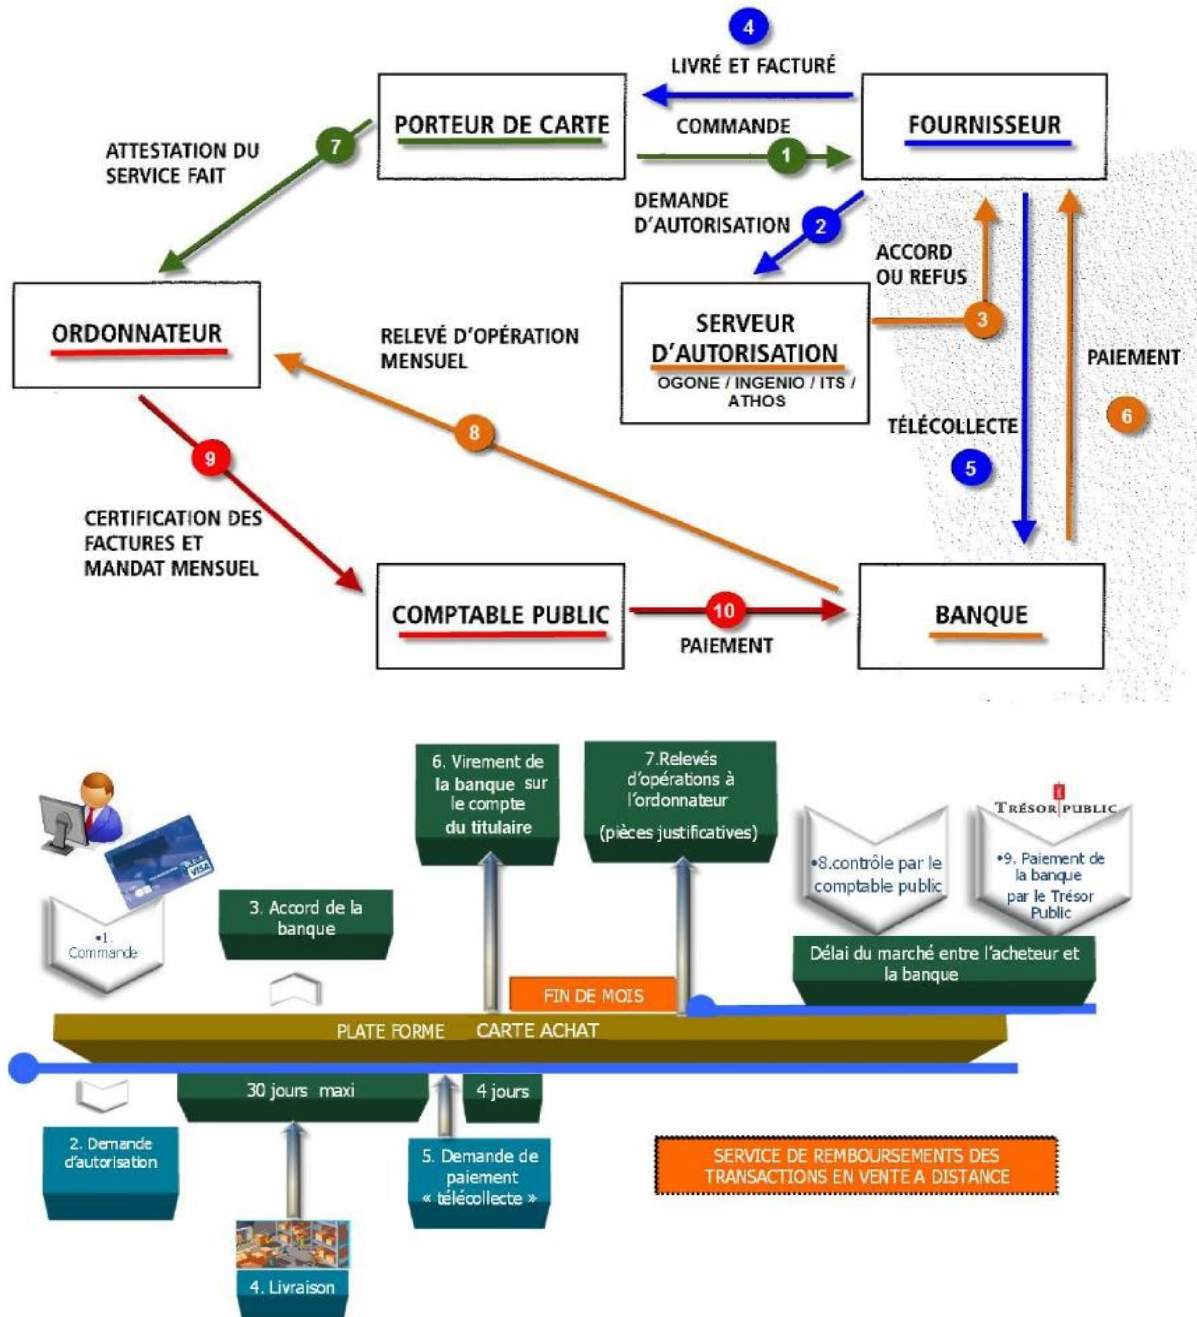 4
LIVRÉ ET FACTURÉ
PORTEUR DE CARTE
FOURNISSEUR
COMMANDE
1
7
ATTESTATION DU
SERVICE FAIT
DEMANDE
D'AUTORISATION
2
ACCORD
OU REFUS
3
ORDONNATEUR
RELEVÉ D'OPÉRATION
MENSUEL
SERVEUR
D'AUTORISATION
OGONE / INGENIO / ITS /
ATHOS
PAIEMENT
6
8
TÉLÉCOLLECTE
5
9
CERTIFICATION DES
FACTURES ET
MANDAT MENSUEL
COMPTABLE PUBLIC
10
PAIEMENT
BANQUE
6. Virement de
la banque sur
le compte
du titulaire
7.Relevés
d'opérations à
l'ordonnateur
(pièces justificatives)
TRÉSOR PUBLIC
•8.contrôle par le
comptable public
•9. Paiement de
la banque
par le Trésor
Public
VISA
•1.
Commande
3. Accord de la
banque
Délai du marché entre l'acheteur et
la banque
FIN DE MOIS
PLATE FORME CARTE ACHAT
30 jours maxi
4 jours
2. Demande
d'autorisation
5. Demande de
paiement
« télécollecte »
SERVICE DE REMBOURSEMENTS DES
TRANSACTIONS EN VENTE A DISTANCE
4. Livraison